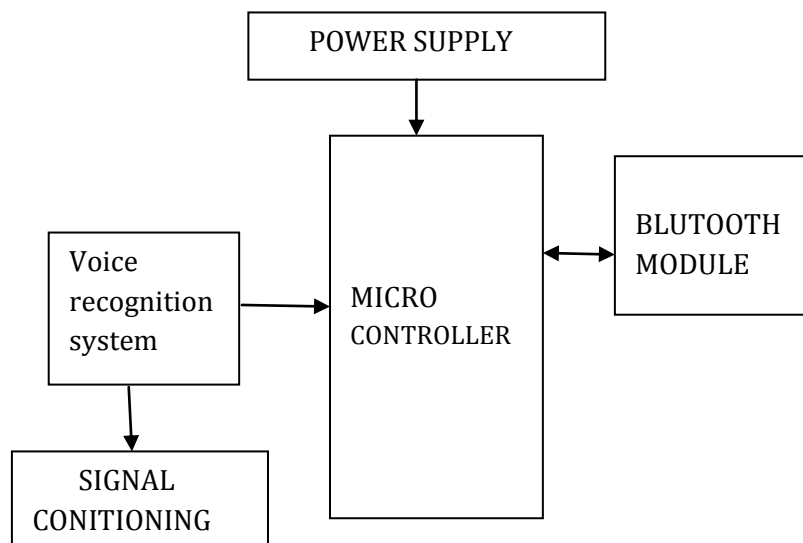 POWER SUPPLY
BLUTOOTH
MODULE
Voice
recognition
system
MICRO
CONTROLLER
SIGNAL
CONITIONING